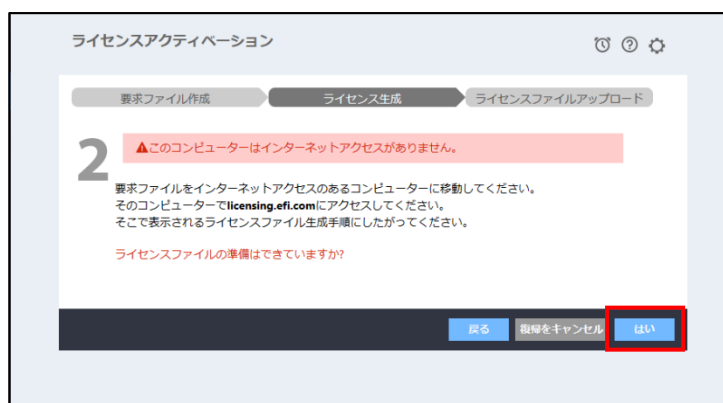 ライセンスアクティベーション
要求ファイル作成
ライセンス生成
ライセンスファイルアップロード
2
このコンピューターはインターネットアクセスがありません。
要求ファイルをインターネットアクセスのあるコンピューターに移動してください。
そのコンピューターでlicensing.efi.comにアクセスしてください。
そこで表示されるライセンスファイル生成手順にしたがってください。
ライセンスファイルの準備はできていますか?
戻る
復帰をキャンセル
はい